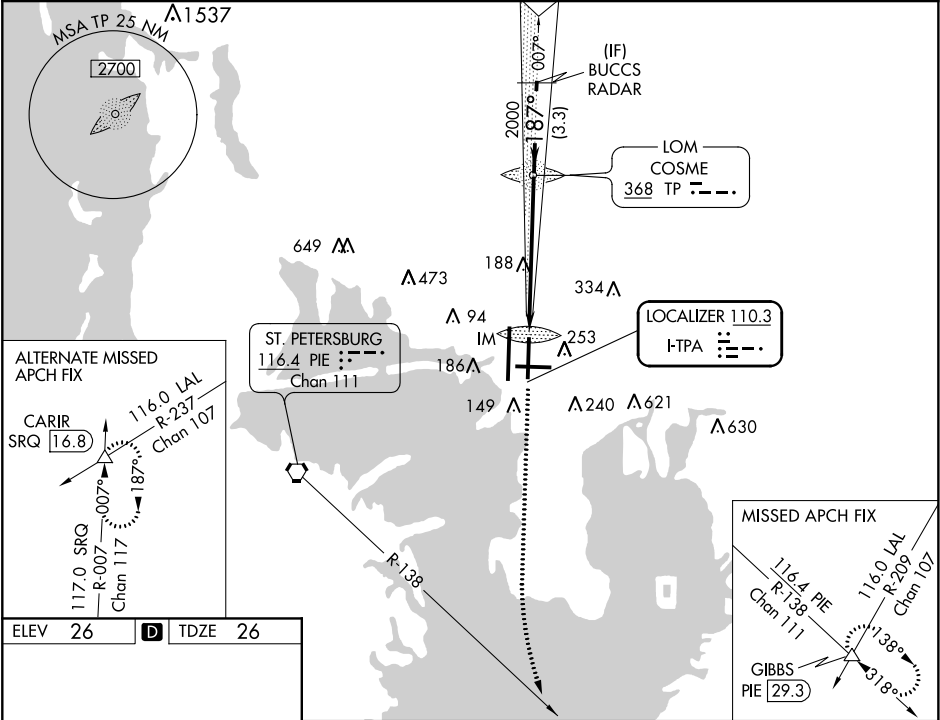 MSA TP 25 NM
1537
2700
007°
(IF)
BUCCS
RADAR
2000
187°
(3.3)
LOM
COSME
368 TP
649
473
188
334
94
IM
253
LOCALIZER 110.3
I-TPA
ST. PETERSBURG
116.4 PIE
Chan 111
186
149
240
621
630
ALTERNATE MISSED
APCH FIX
CARIR
SRQ 16.8
116.0 LAL
R-237
Chan 107
007°
187°
117.0 SRQ
R-007
Chan 117
R-138
MISSED APCH FIX
116.4 PIE
R-138
Chan 111
116.0 LAL
R-209
Chan 107
138°
318°
GIBBS
PIE 29.3
ELEV 26 D TDZE 26